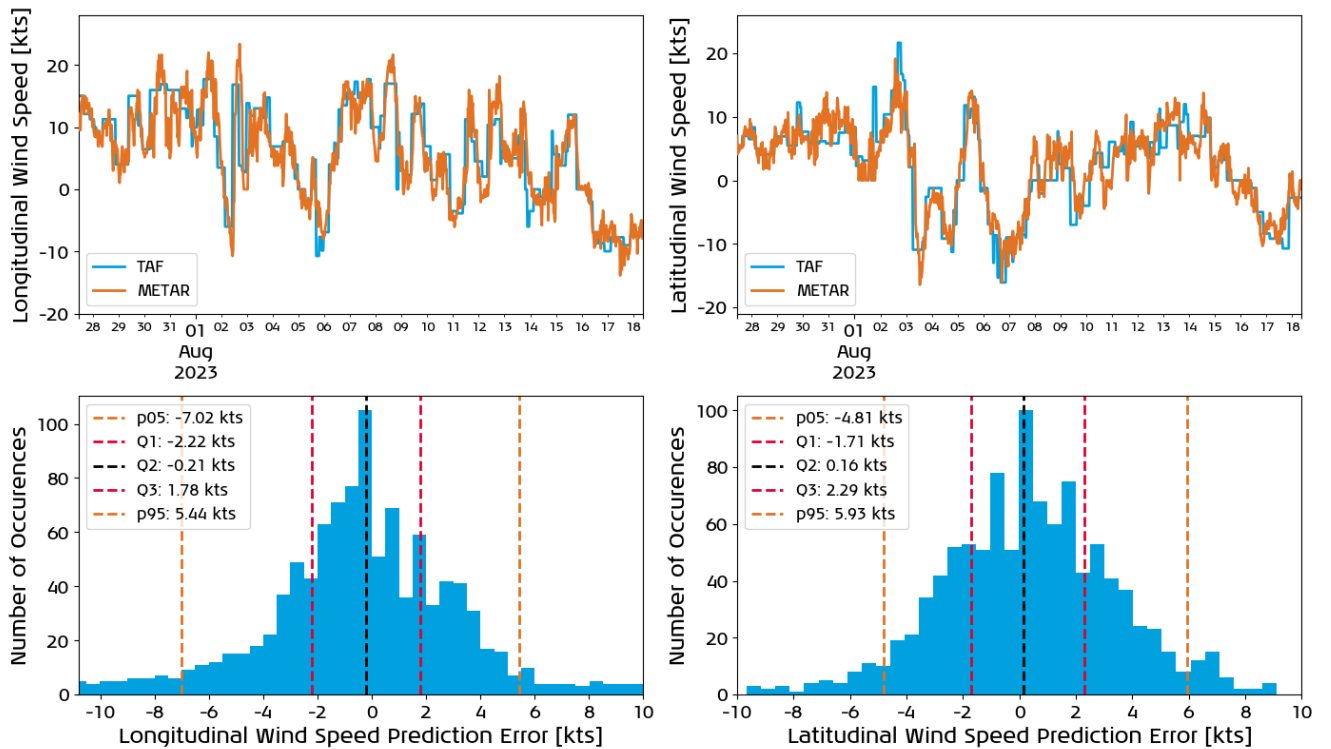 Longitudinal Wind Speed [kts]
20
10
0
-10
-20
TAF
METAR
28 29 30 31 01 02 03 04 05 06 07 08 09 10 11 12 13 14 15 16 17 18
Aug
2023
Latitudinal Wind Speed [kts]
20
10
0
-10
-20
TAF
METAR
28 29 30 31 01 02 03 04 05 06 07 08 09 10 11 12 13 14 15 16 17 18
Aug
2023
Number of Occurences
100
80
60
40
20
0
p05: -7.02 kts
Q1: -2.22 kts
Q2: -0.21 kts
Q3: 1.78 kts
p95: 5.44 kts
-10 -8 -6 -4 -2 0 2 4 6 8 10
Longitudinal Wind Speed Prediction Error [kts]
Number of Occurences
100
80
60
40
20
0
p05: -4.81 kts
Q1: -1.71 kts
Q2: 0.16 kts
Q3: 2.29 kts
p95: 5.93 kts
-10 -8 -6 -4 -2 0 2 4 6 8 10
Latitudinal Wind Speed Prediction Error [kts]